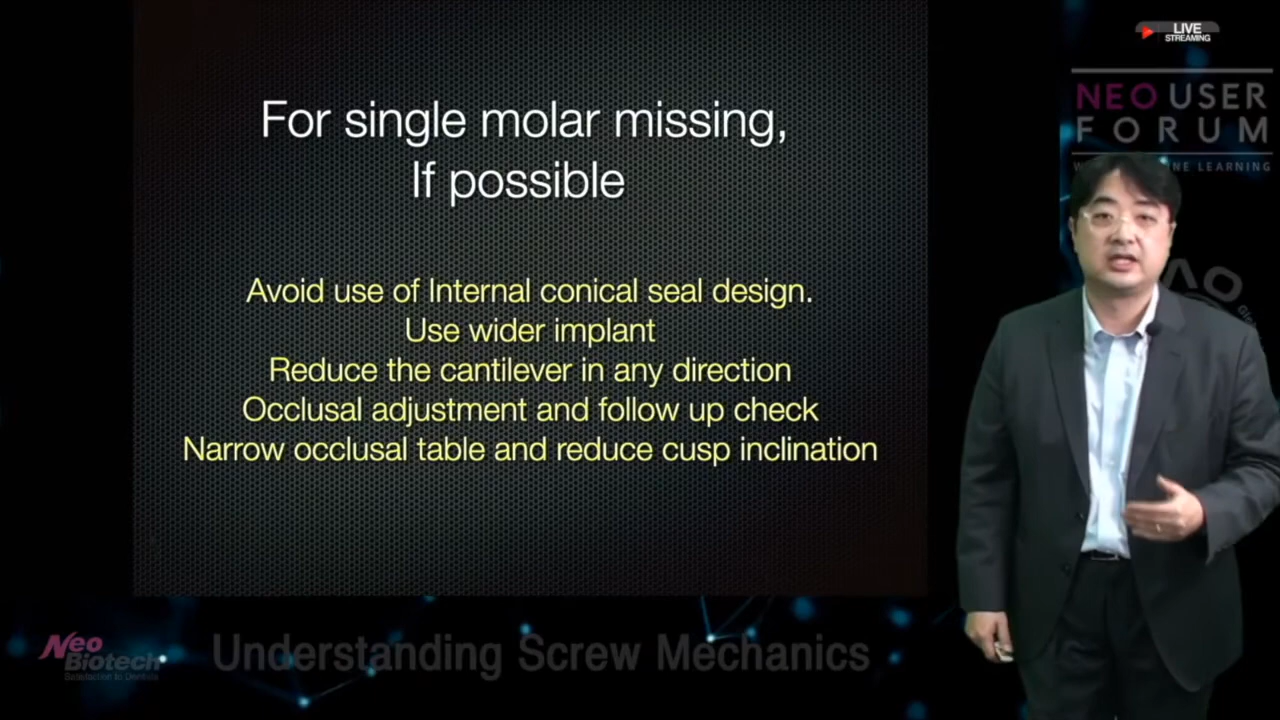 LIVE
STREAMING
NEO USER
FORUM
LEARNING
For single molar missing,
If possible
Avoid use of Internal conical seal design.
Use wider implant
Reduce the cantilever in any direction
Occlusal adjustment and follow up check
Narrow occlusal table and reduce cusp inclination
Neo
Biotech
Understanding Screw Mechanics